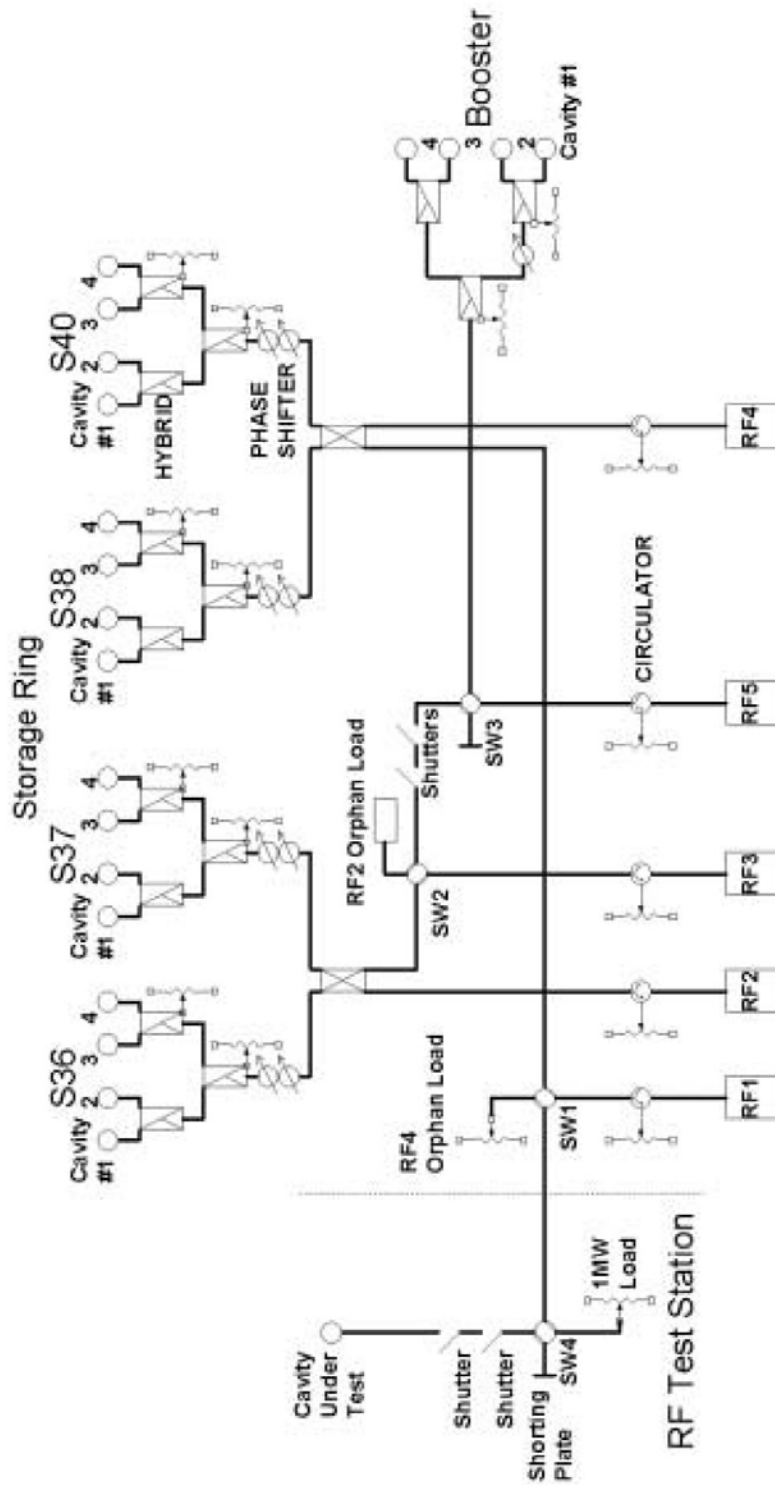 Storage Ring
S36
S37
S38
S40
Cavity
#1
2
3
4
Cavity
#1
2
3
4
Cavity
#1
2
3
4
Cavity
#1
2
3
4
HYBRID
PHASE
SHIFTER
Booster
4
3
2
Cavity #1
Cavity
Under
Test
Shutter
Shutter
Shorting
Plate
SW4
1MW
Load
RF Test Station
RF4
Orphan Load
SW1
RF2 Orphan Load
SW2
Shutters
SW3
CIRCULATOR
RF1
RF2
RF3
RF5
RF4